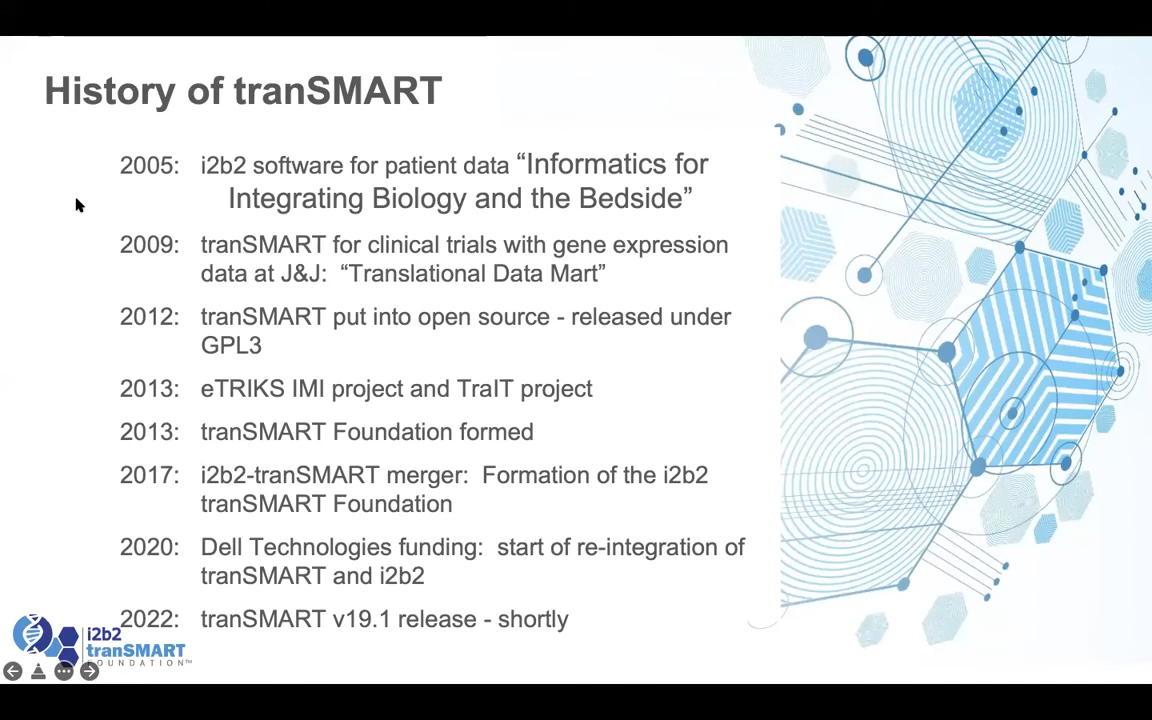 History of tranSMART
2005: i2b2 software for patient data “Informatics for
Integrating Biology and the Bedside”
2009: tranSMART for clinical trials with gene expression
data at J&J: “Translational Data Mart”
2012: tranSMART put into open source - released under
GPL3
2013: eTRIKS IMI project and TraIT project
2013: tranSMART Foundation formed
2017: i2b2-tranSMART merger: Formation of the i2b2
tranSMART Foundation
2020: Dell Technologies funding: start of re-integration of
tranSMART and i2b2
2022: tranSMART v19.1 release - shortly
i2b2
tranSMART
FOUNDATION™